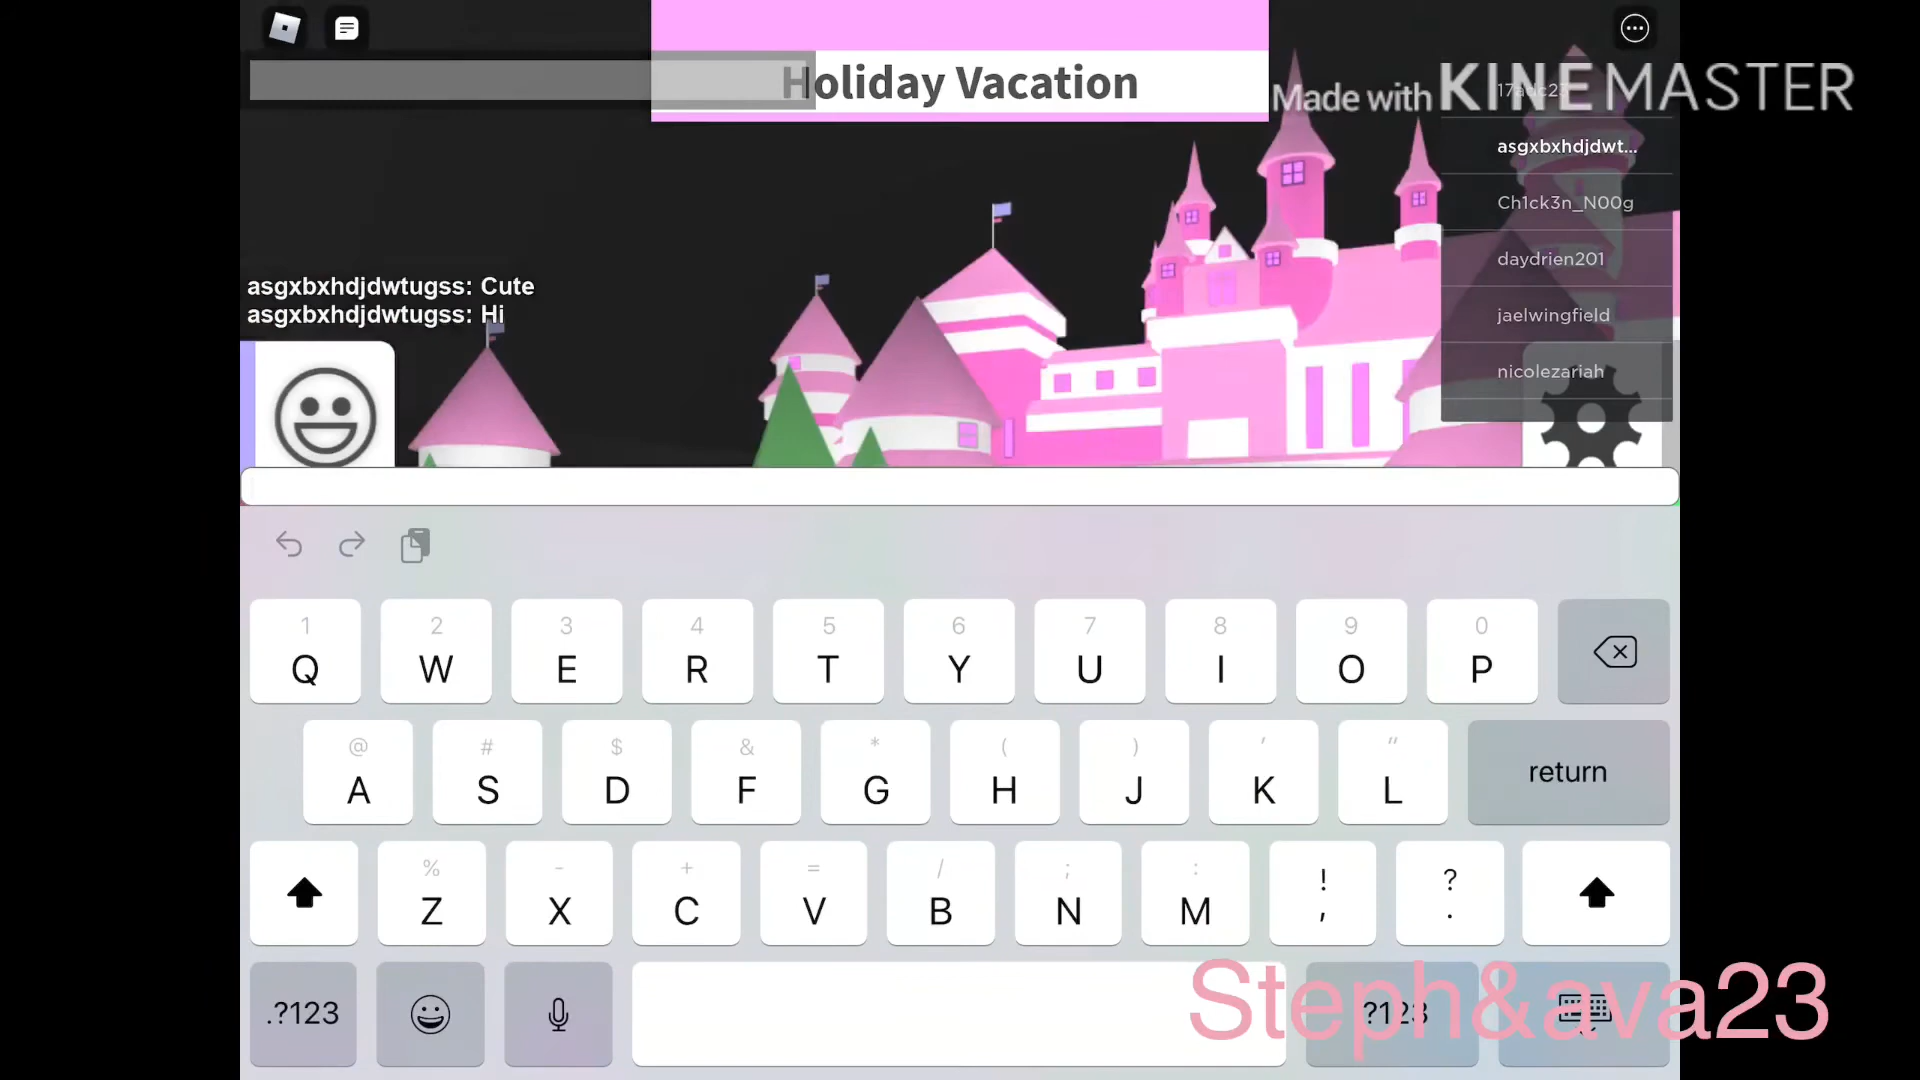 Holiday Vacation
Made with KINEMASTER
asgxbxhdjdwt...
Ch1ck3n_N00g
daydrien201
jaelwingfield
nicolezariah
asgxbxhdjdwtugss: Cute
asgxbxhdjdwtugss: Hi
1 2 3 4 5 6 7 8 9 0
Q W E R T Y U I O P
@ # $ & * ( ) ' "
A S D F G H J K L return
% - + = / ; : ! ?
Z X C V B N M , .
.?123 .?123
Steph&ava23